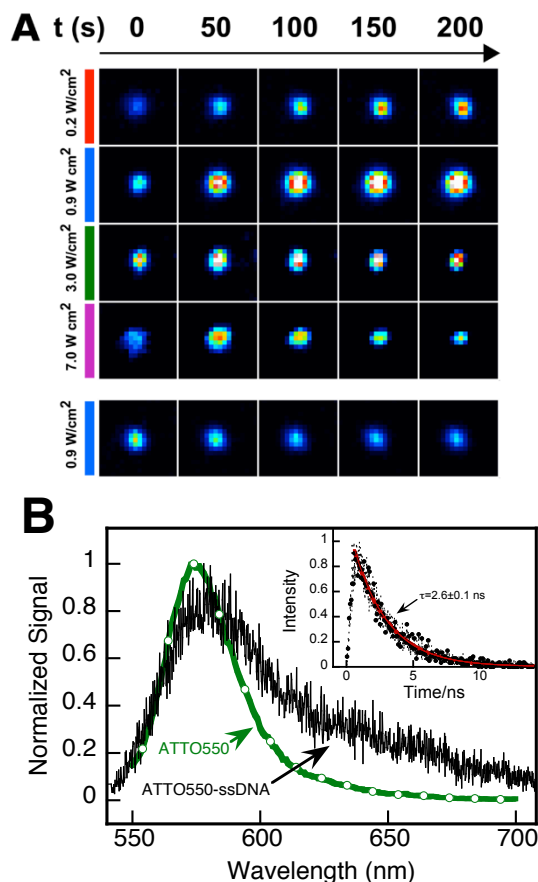 A
t (s) 0 50 100 150 200
0.2 W/cm²
0.9 W cm²
3.0 W/cm²
7.0 W cm²
0.9 W/cm²
B
Normalized Signal
1
0.8
0.6
0.4
0.2
0
550 600 650 700
Wavelength (nm)
ATTO550
ATTO550-ssDNA
Intensity
1
0.8
0.6
0.4
0.2
0
0 5 10
Time/ns
τ=2.6±0.1 ns